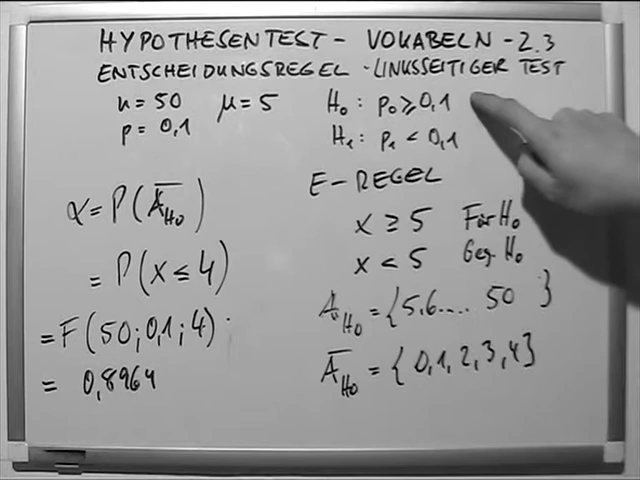 HYPOTHESENTEST - VOKABELN - 2.3
ENTSCHEIDUNGSREGEL - LINKSSEITIGER TEST
n = 50 μ = 5
p = 0,1
H₀ : p₀ ≥ 0,1
H₁ : p₁ < 0,1
α = P(A̅_H₀)
= P(x ≤ 4)
= F(50; 0,1; 4)
= 0,8964
E-REGEL
x ≥ 5 Für H₀
x < 5 Geg. H₀
A_H₀ = {5,6.... 50 }
A̅_H₀ = {0,1,2,3,4}